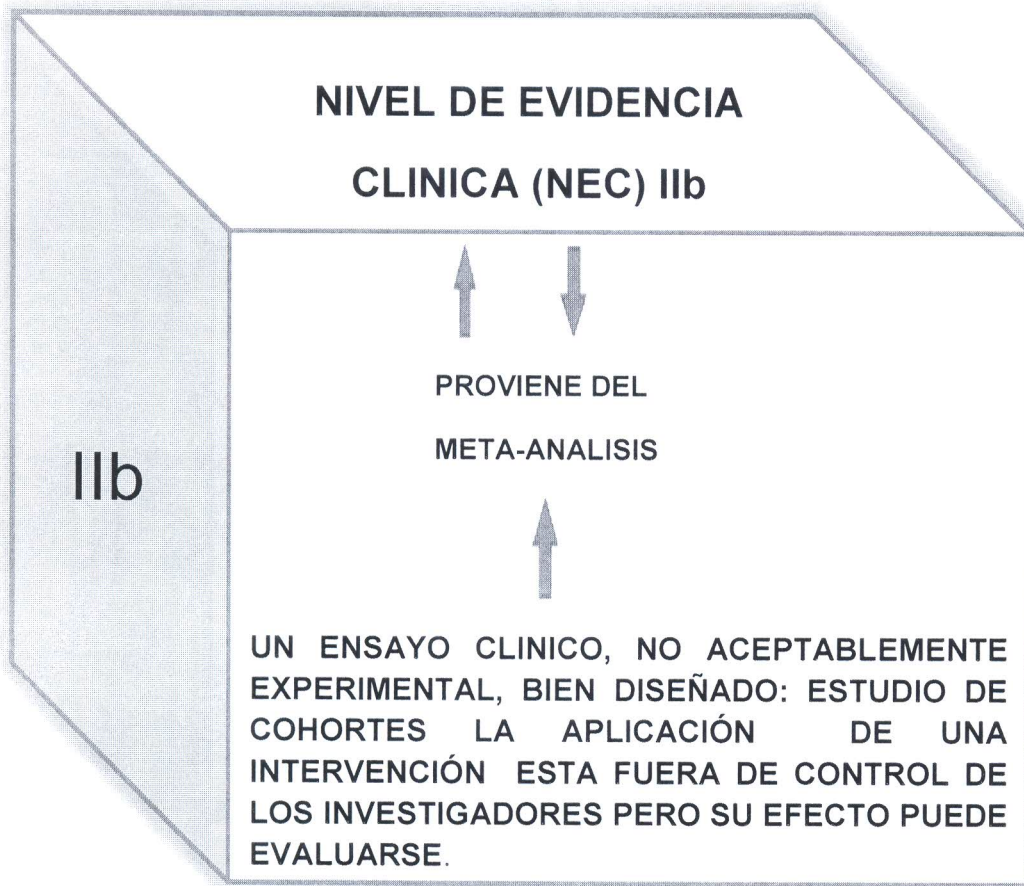 NIVEL DE EVIDENCIA
CLINICA (NEC) IIb
PROVIENE DEL
META-ANALISIS
IIb
UN ENSAYO CLINICO, NO ACEPTABLEMENTE
EXPERIMENTAL, BIEN DISEÑADO: ESTUDIO DE
COHORTES LA APLICACIÓN DE UNA
INTERVENCIÓN ESTA FUERA DE CONTROL DE
LOS INVESTIGADORES PERO SU EFECTO PUEDE
EVALUARSE.